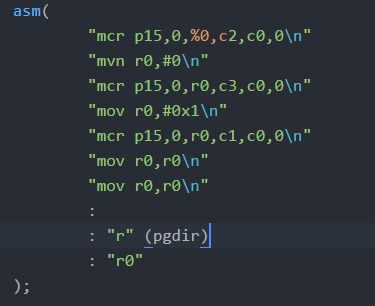 asm(
"mcr p15,0,%0,c2,c0,0\n"
"mvn r0,#0\n"
"mcr p15,0,r0,c3,c0,0\n"
"mov r0,#0x1\n"
"mcr p15,0,r0,c1,c0,0\n"
"mov r0,r0\n"
"mov r0,r0\n"
:
: "r" (pgdir)
: "r0"
);